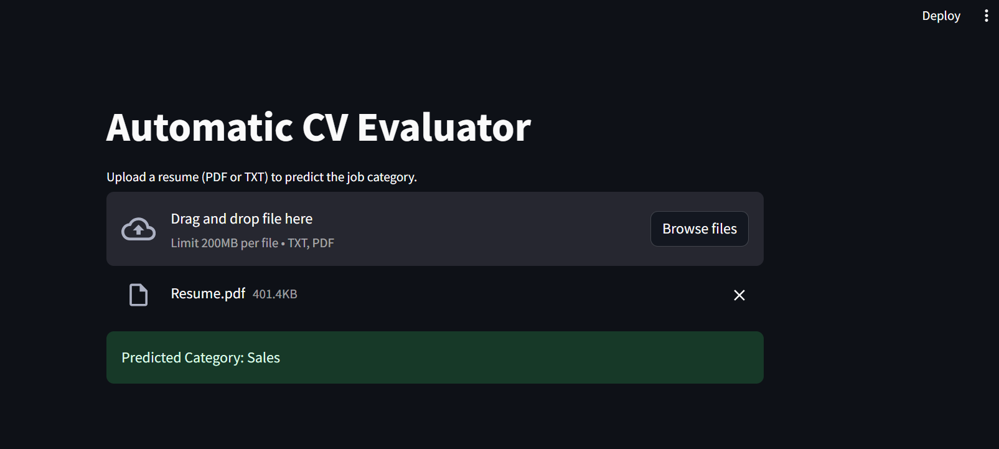 Deploy
Automatic CV Evaluator
Upload a resume (PDF or TXT) to predict the job category.
Drag and drop file here
Limit 200MB per file • TXT, PDF
Browse files
Resume.pdf 401.4KB
Predicted Category: Sales